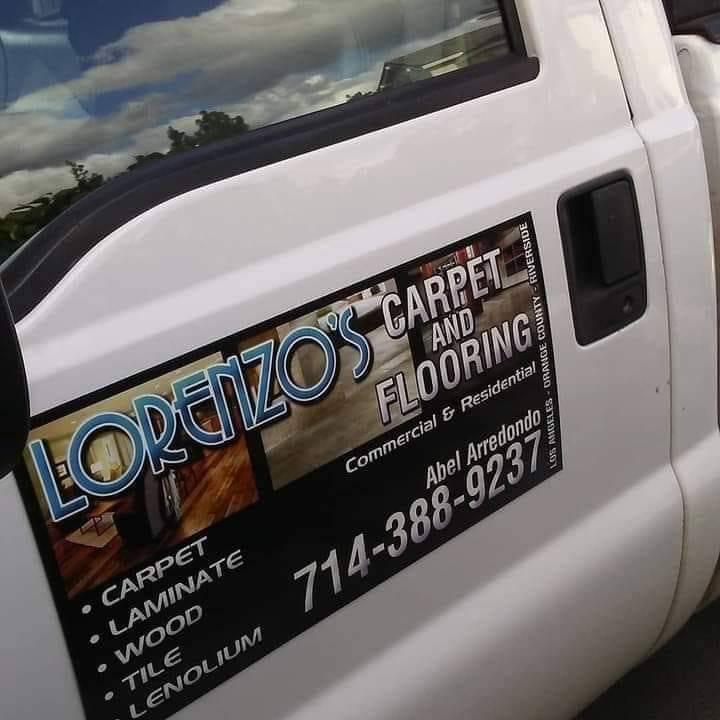 LORENZO'S
CARPET
AND
FLOORING
Commercial & Residential
Abel Arredondo
714-388-9237
• CARPET
• LAMINATE
• WOOD
• TILE
• LENOLIUM
LOS ANGELES - ORANGE COUNTY - RIVERSIDE